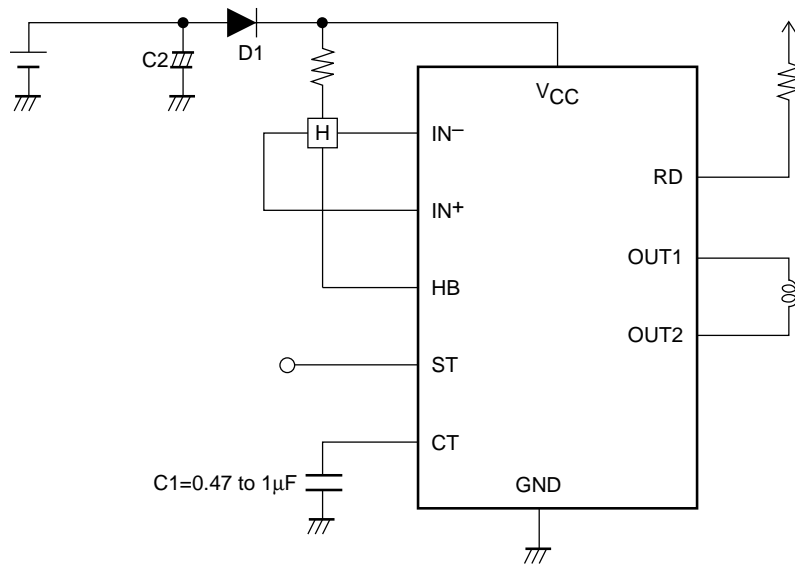 C2
D1
VCC
H
IN−
RD
IN+
OUT1
HB
OUT2
ST
CT
C1=0.47 to 1μF
GND